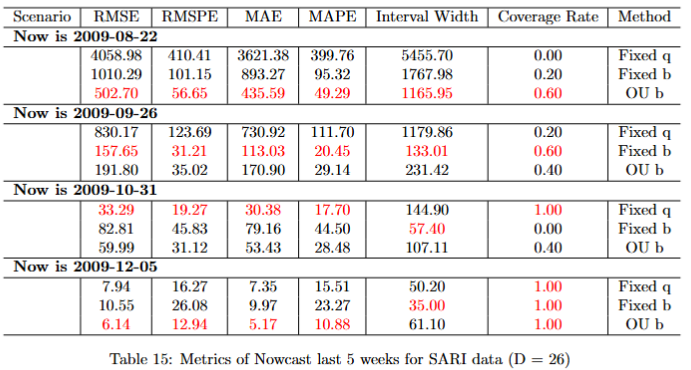 Scenario RMSE RMSPE MAE MAPE Interval Width Coverage Rate Method
Now is 2009-08-22
4058.98 410.41 3621.38 399.76 5455.70 0.00 Fixed q
1010.29 101.15 893.27 95.32 1767.98 0.20 Fixed b
502.70 56.65 435.59 49.29 1165.95 0.60 OU b
Now is 2009-09-26
830.17 123.69 730.92 111.70 1179.86 0.20 Fixed q
157.65 31.21 113.03 20.45 133.01 0.60 Fixed b
191.80 35.02 170.90 29.14 231.42 0.40 OU b
Now is 2009-10-31
33.29 19.27 30.38 17.70 144.90 1.00 Fixed q
82.81 45.83 79.16 44.50 57.40 0.00 Fixed b
59.99 31.12 53.43 28.48 107.11 0.40 OU b
Now is 2009-12-05
7.94 16.27 7.35 15.51 50.20 1.00 Fixed q
10.55 26.08 9.97 23.27 35.00 1.00 Fixed b
6.14 12.94 5.17 10.88 61.10 1.00 OU b
Table 15: Metrics of Nowcast last 5 weeks for SARI data (D = 26)